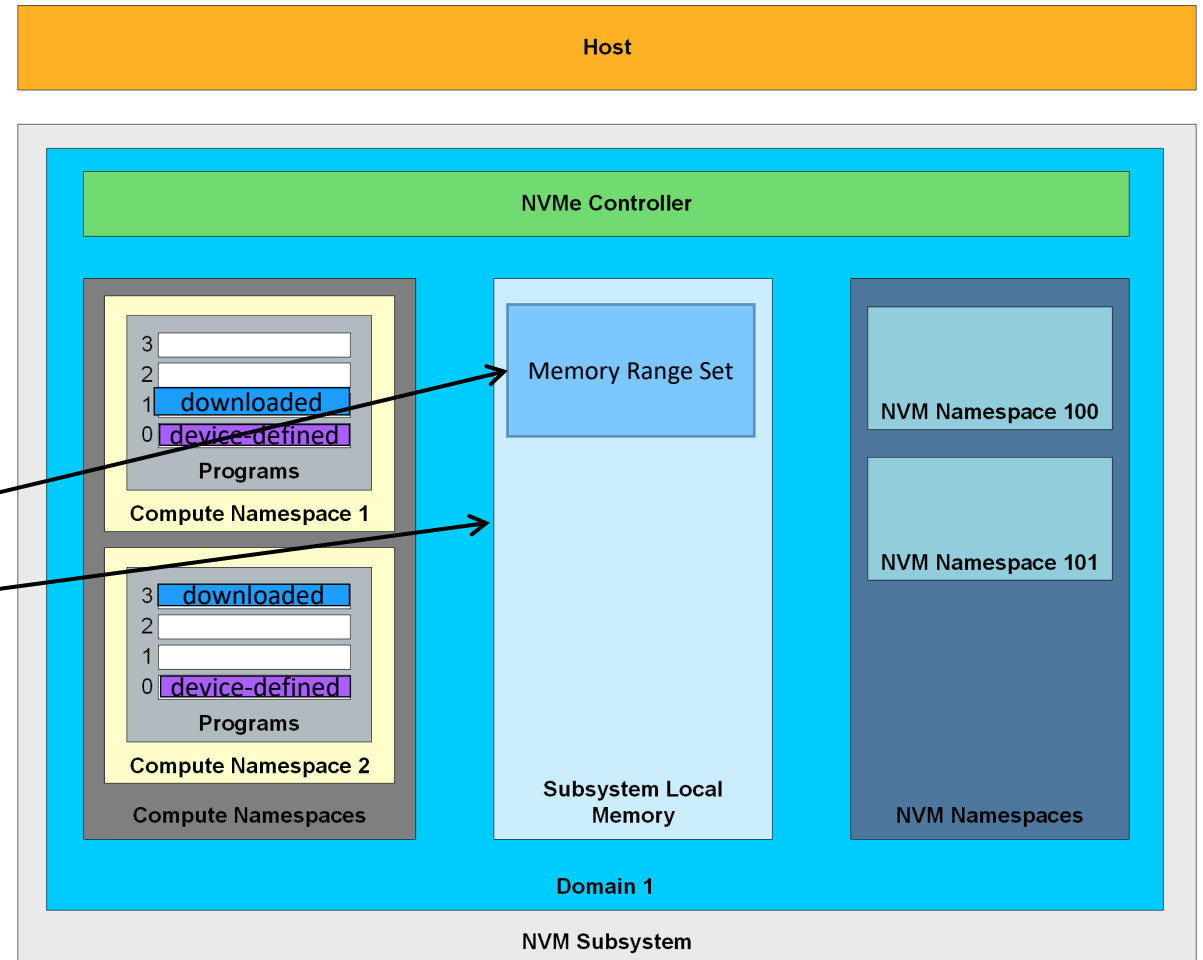 Host
NVMe Controller
3
2
1 downloaded
0 device-defined
Programs
Compute Namespace 1
3 downloaded
2
1
0 device-defined
Programs
Compute Namespace 2
Compute Namespaces
Memory Range Set
Subsystem Local
Memory
NVM Namespace 100
NVM Namespace 101
NVM Namespaces
Domain 1
NVM Subsystem